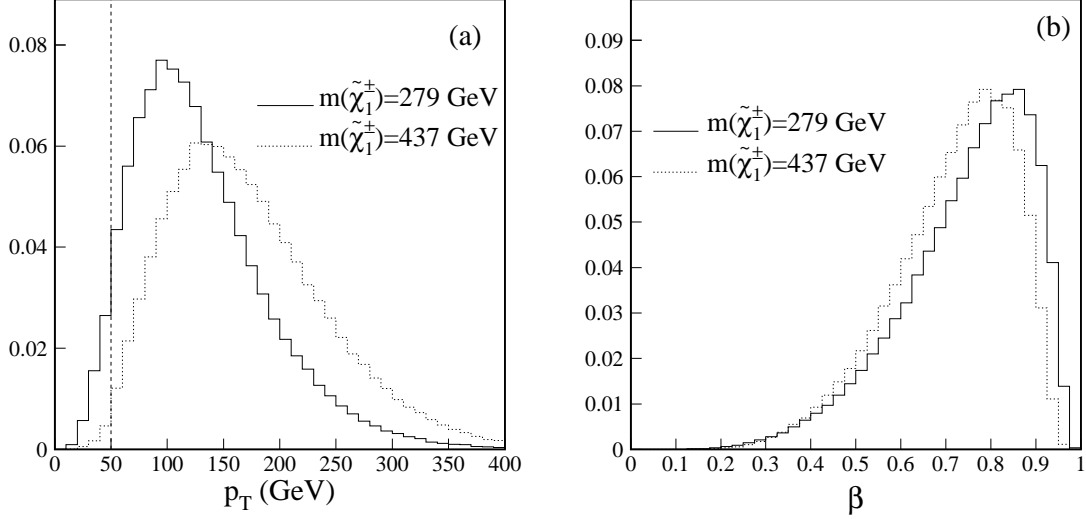 (a)
m(χ̃₁±)=279 GeV
m(χ̃₁±)=437 GeV
0.08
0.06
0.04
0.02
0
0 50 100 150 200 250 300 350 400
p_T (GeV)
(b)
m(χ̃₁±)=279 GeV
m(χ̃₁±)=437 GeV
0.09
0.08
0.07
0.06
0.05
0.04
0.03
0.02
0.01
0
0 0.1 0.2 0.3 0.4 0.5 0.6 0.7 0.8 0.9 1
β